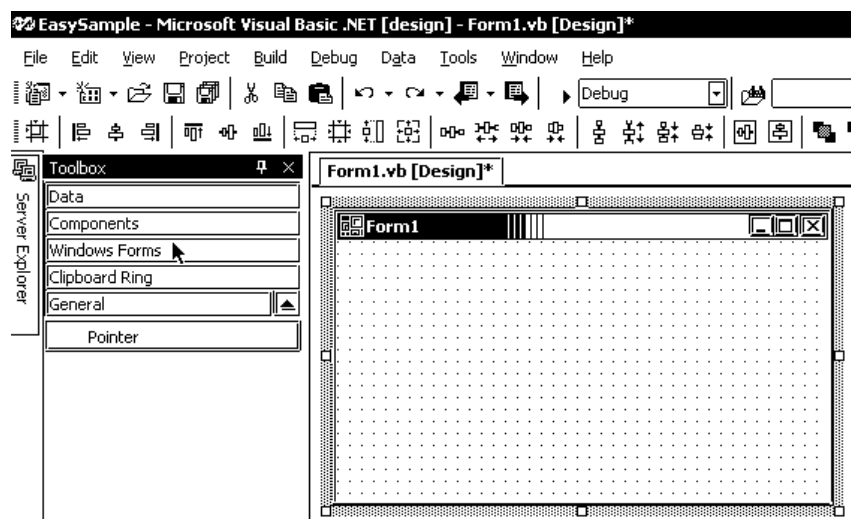 EasySample - Microsoft Visual Basic .NET [design] - Form1.vb [Design]*
File Edit View Project Build Debug Data Tools Window Help
Debug
Server Explorer
Toolbox
Form1.vb [Design]*
Data
Components
Form1
Windows Forms
Clipboard Ring
General
Pointer